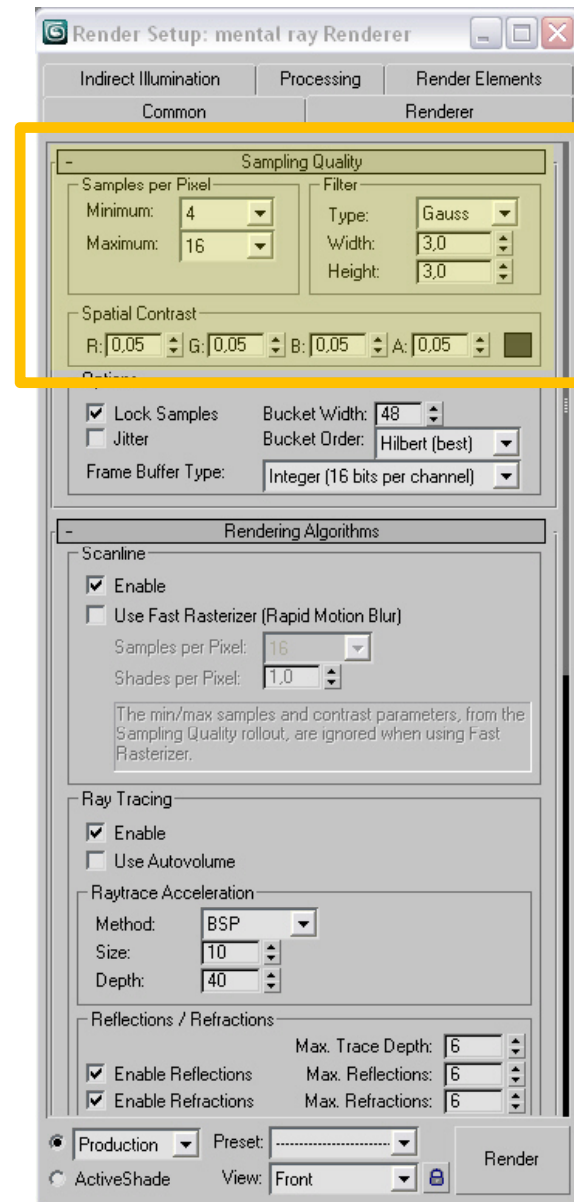 Render Setup: mental ray Renderer
Indirect Illumination Processing Render Elements
Common Renderer
- Sampling Quality
Samples per Pixel
Minimum: 4
Maximum: 16
Filter
Type: Gauss
Width: 3,0
Height: 3,0
Spatial Contrast
R: 0,05 G: 0,05 B: 0,05 A: 0,05
Options
Lock Samples Bucket Width: 48
Jitter Bucket Order: Hilbert (best)
Frame Buffer Type: Integer (16 bits per channel)
- Rendering Algorithms
Scanline
Enable
Use Fast Rasterizer (Rapid Motion Blur)
Samples per Pixel: 16
Shades per Pixel: 1,0
The min/max samples and contrast parameters, from the
Sampling Quality rollout, are ignored when using Fast
Rasterizer.
Ray Tracing
Enable
Use Autovolume
Raytrace Acceleration
Method: BSP
Size: 10
Depth: 40
Reflections / Refractions
Max. Trace Depth: 6
Enable Reflections Max. Reflections: 6
Enable Refractions Max. Refractions: 6
Production Preset: -----------------------
ActiveShade View: Front
Render